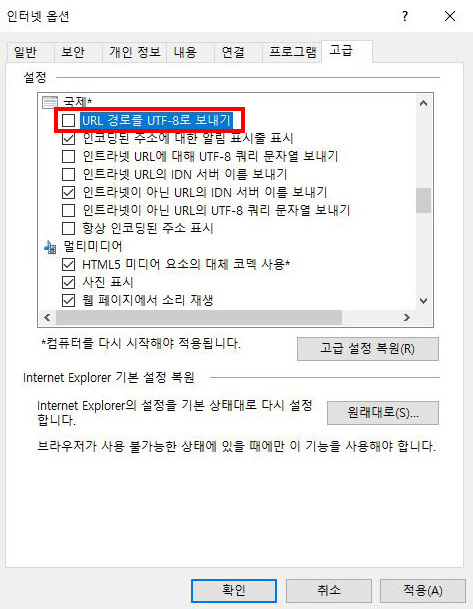 인터넷 옵션
일반 보안 개인 정보 내용 연결 프로그램 고급
설정
국제*
URL 경로를 UTF-8로 보내기
인코딩된 주소에 대한 알림 표시줄 표시
인트라넷 URL에 대해 UTF-8 쿼리 문자열 보내기
인트라넷 URL의 IDN 서버 이름 보내기
인트라넷이 아닌 URL의 IDN 서버 이름 보내기
인트라넷이 아닌 URL의 UTF-8 쿼리 문자열 보내기
항상 인코딩된 주소 표시
멀티미디어
HTML5 미디어 요소의 대체 코덱 사용*
사진 표시
웹 페이지에서 소리 재생
*컴퓨터를 다시 시작해야 적용됩니다.
고급 설정 복원(R)
Internet Explorer 기본 설정 복원
Internet Explorer의 설정을 기본 상태대로 다시 설정
합니다.
원래대로(S)...
브라우저가 사용 불가능한 상태에 있을 때에만 이 기능을 사용해야 합니다.
확인 취소 적용(A)